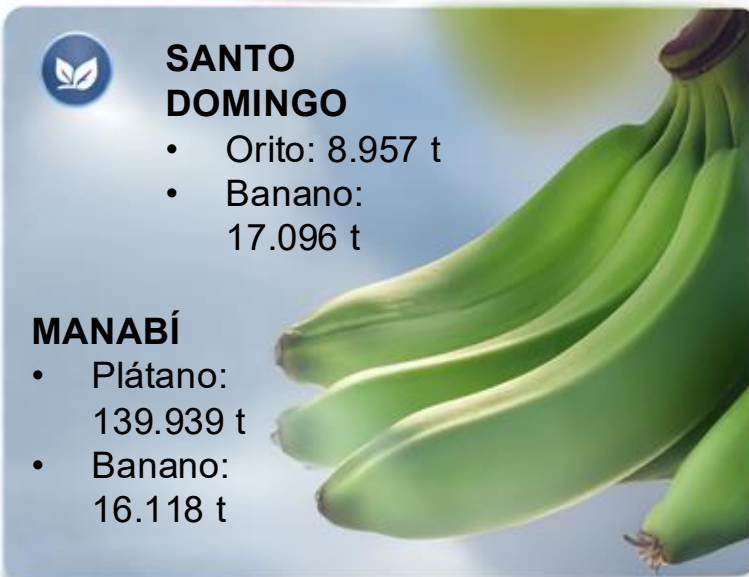 SANTO
DOMINGO
• Orito: 8.957 t
• Banano:
17.096 t
MANABÍ
• Plátano:
139.939 t
• Banano:
16.118 t